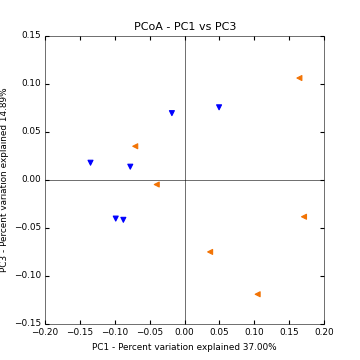 PCoA - PC1 vs PC3
0.15
0.10
0.05
0.00
−0.05
−0.10
−0.15
−0.20 −0.15 −0.10 −0.05 0.00 0.05 0.10 0.15 0.20
PC1 - Percent variation explained 37.00%
PC3 - Percent variation explained 14.89%